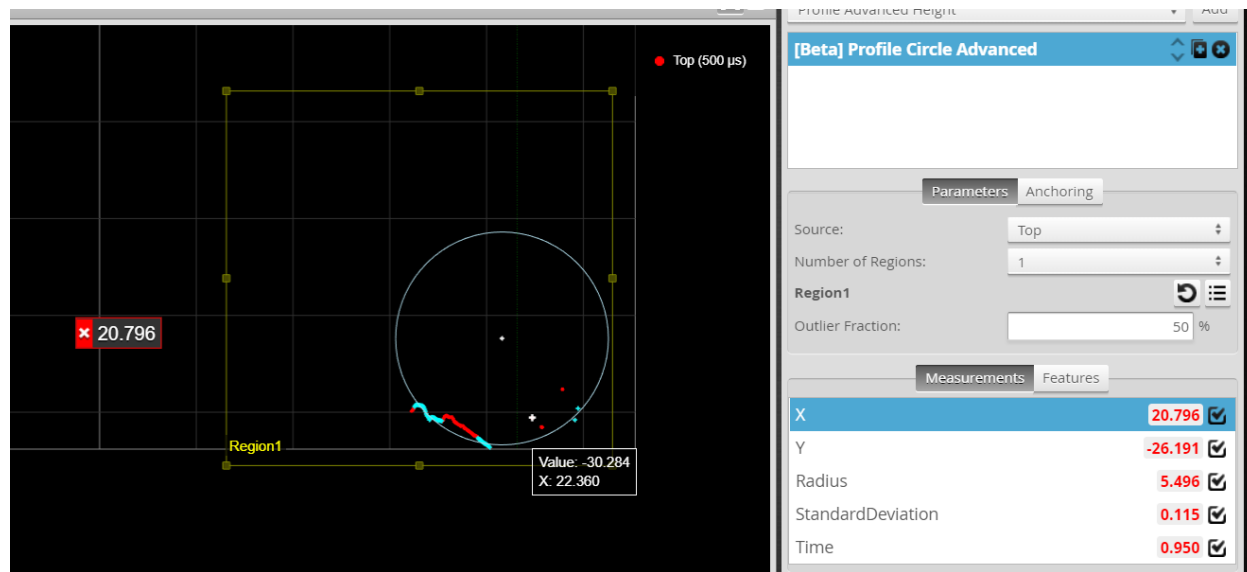 Profile Advanced Height
Add
[Beta] Profile Circle Advanced
Top (500 µs)
Parameters
Anchoring
Source:
Top
Number of Regions:
1
Region1
Outlier Fraction:
50 %
20.796
Region1
Value: -30.284
X: 22.360
Measurements
Features
X
20.796
Y
-26.191
Radius
5.496
StandardDeviation
0.115
Time
0.950